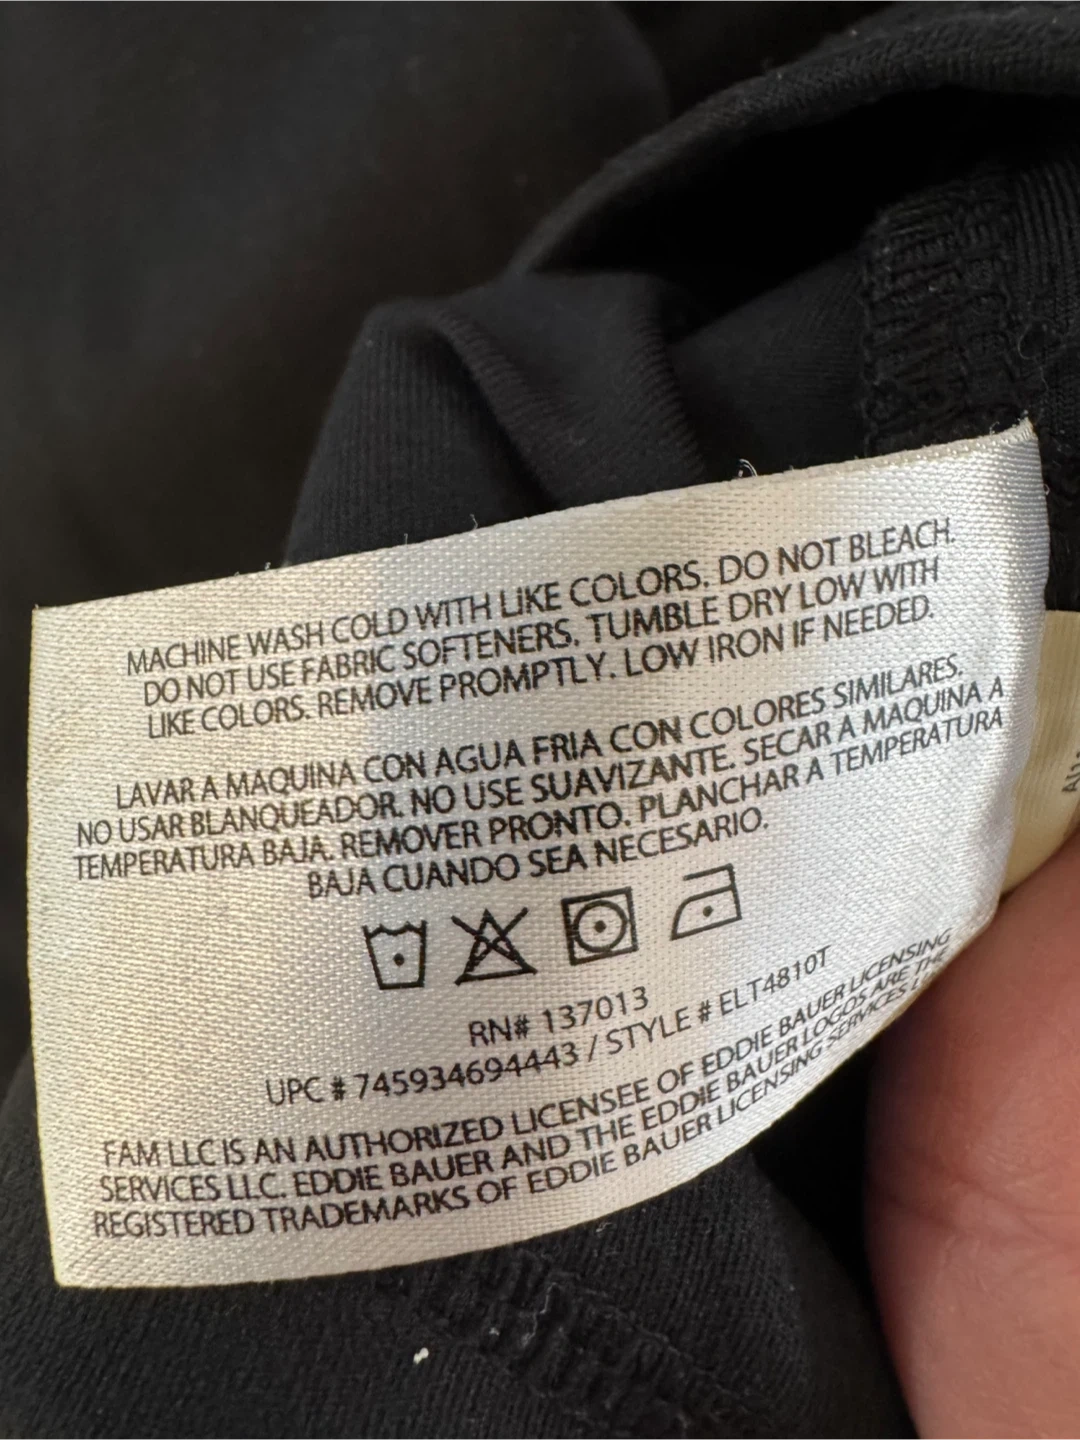 MACHINE WASH COLD WITH LIKE COLORS. DO NOT BLEACH.
DO NOT USE FABRIC SOFTENERS. TUMBLE DRY LOW WITH
LIKE COLORS. REMOVE PROMPTLY. LOW IRON IF NEEDED.
LAVAR A MAQUINA CON AGUA FRIA CON COLORES SIMILARES.
NO USAR BLANQUEADOR. NO USE SUAVIZANTE. SECAR A MAQUINA A
TEMPERATURA BAJA. REMOVER PRONTO. PLANCHAR A TEMPERATURA
BAJA CUANDO SEA NECESARIO.
RN# 137013
UPC # 745934694443 / STYLE # ELT4810T
FAM LLC IS AN AUTHORIZED LICENSEE OF EDDIE BAUER LICENSING
SERVICES LLC. EDDIE BAUER AND THE EDDIE BAUER LOGOS ARE THE
REGISTERED TRADEMARKS OF EDDIE BAUER LICENSING SERVICES